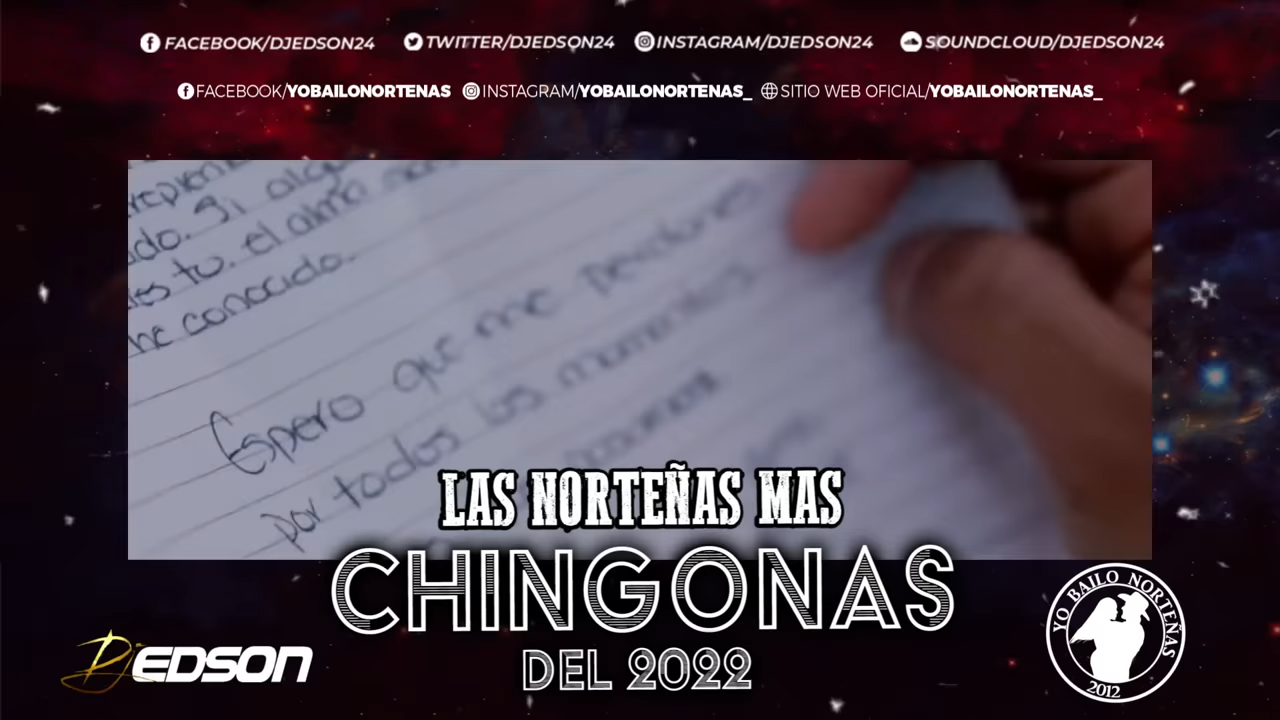 FACEBOOK/DJEDSON24 TWITTER/DJEDSON24 INSTAGRAM/DJEDSON24 SOUNDCLOUD/DJEDSON24
FACEBOOK/YOBAILONORTENAS INSTAGRAM/YOBAILONORTENAS_ SITIO WEB OFICIAL/YOBAILONORTENAS_
ado. Si
es tu. el alma
he conocido.
Espero que me perdones
por todos los momentos
LAS NORTEÑAS MAS
CHINGONAS
DEL 2022
Dj EDSON
YO BAILO NORTEÑAS
2012